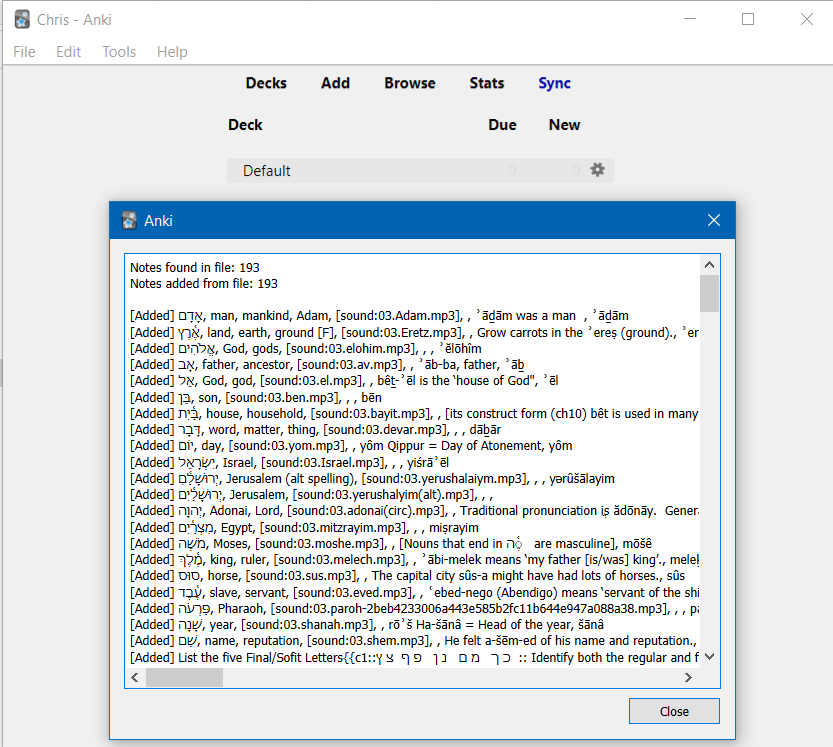 Chris - Anki
File Edit Tools Help
Decks Add Browse Stats Sync
Deck Due New
Default 0 0
Anki
Notes found in file: 193
Notes added from file: 193
[Added] אָדָם, man, mankind, Adam, [sound:03.Adam.mp3], , ʾāḏām was a man , ʾāḏām
[Added] אֶ֫רֶץ, land, earth, ground [F], [sound:03.Eretz.mp3], , Grow carrots in the ʾereṣ (ground)., ʾer
[Added] אֱלֹהִים, God, gods, [sound:03.elohim.mp3], , , ʾĕlōhîm
[Added] אָב, father, ancestor, [sound:03.av.mp3], , ʾāb-ba, father, ʾāḇ
[Added] אֵל, God, god, [sound:03.el.mp3], , bêṯ-ʾēl is the ‘house of God", ʾēl
[Added] בֵּן, son, [sound:03.ben.mp3], , , bēn
[Added] בַּ֫יִת, house, household, [sound:03.bayit.mp3], , [its construct form (ch10) bêt is used in many
[Added] דָּבָר, word, matter, thing, [sound:03.devar.mp3], , , dāḇār
[Added] יוֹם, day, [sound:03.yom.mp3], , yôm Qippur = Day of Atonement, yôm
[Added] יִשְׂרָאֵל, Israel, [sound:03.Israel.mp3], , , yiśrāʾēl
[Added] יְרוּשָׁלִַ֫ם, Jerusalem (alt spelling), [sound:03.yerushalaiym.mp3], , , yərûšālayim
[Added] יְרוּשָׁלַ֫יִם, Jerusalem, [sound:03.yerushalyim(alt).mp3], , ,
[Added] יְהוָה, Adonai, Lord, [sound:03.adonai(circ).mp3], , Traditional pronunciation iş ădōnāy. Genera
[Added] מִצְרַ֫יִם, Egypt, [sound:03.mitzrayim.mp3], , , miṣrayim
[Added] מֹשֶׁה, Moses, [sound:03.moshe.mp3], , [Nouns that end in ה are masculine], mōšê
[Added] מֶ֫לֶךְ, king, ruler, [sound:03.melech.mp3], , ʾābi-melek means ‘my father [is/was] king’., meleḵ
[Added] סוּס, horse, [sound:03.sus.mp3], , The capital city sûs-a might have had lots of horses., sûs
[Added] עֶ֫בֶד, slave, servant, [sound:03.eved.mp3], , ʿebed-nego (Abendigo) means ‘servant of the shi
[Added] פַּרְעֹה, Pharaoh, [sound:03.paroh-2beb4233006a443e585b2fc11b644e947a088a38.mp3], , , pa
[Added] שָׁנָה, year, [sound:03.shanah.mp3], , rōʾš Ha-šānâ = Head of the year, šānâ
[Added] שֵׁם, name, reputation, [sound:03.shem.mp3], , He felt a-šēm-ed of his name and reputation.,
[Added] List the five Final/Sofit Letters{{c1::כ ך מ ם נ ן פ ף צ ץ :: Identify both the regular and f
Close